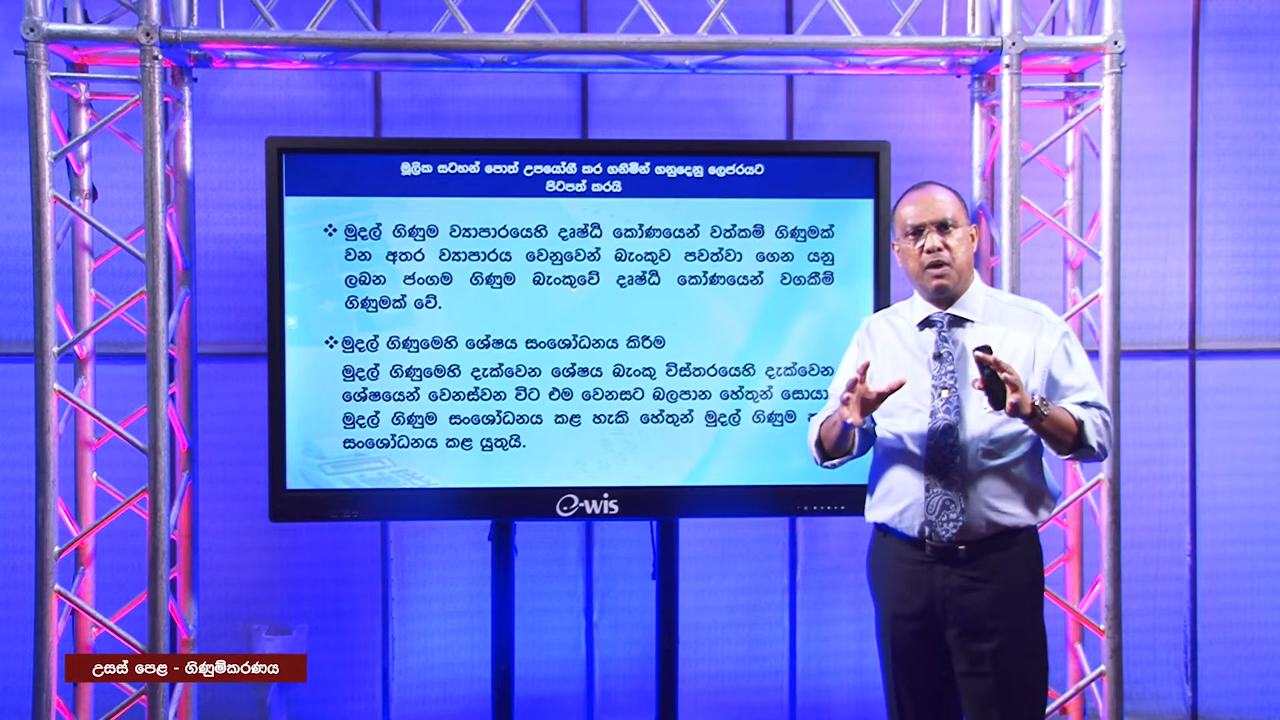 මූලික සටහන් පොත් උපයෝගී කර ගනිමින් ගනුදෙනු ලෙජරයට
පිටපත් කරයි
❖ මුදල් ගිණුම ව්‍යාපාරයෙහි දෘෂ්ඨි කෝණයෙන් වත්කම් ගිණුමක්
වන අතර ව්‍යාපාරය වෙනුවෙන් බැංකුව පවත්වා ගෙන යනු
ලබන ජංගම ගිණුම බැංකුවේ දෘෂ්ඨි කෝණයෙන් වගකීම්
ගිණුමක් වේ.
❖ මුදල් ගිණුමෙහි ශේෂය සංශෝධනය කිරීම
මුදල් ගිණුමෙහි දැක්වෙන ශේෂය බැංකු විස්තරයෙහි දැක්වෙන
ශේෂයෙන් වෙනස්වන විට එම වෙනසට බලපාන හේතුන් සොයා
මුදල් ගිණුම සංශෝධනය කළ හැකි හේතුන් මුදල් ගිණුම
සංශෝධනය කළ යුතුයි.
e-wis
උසස් පෙළ - ගිණුම්කරණය